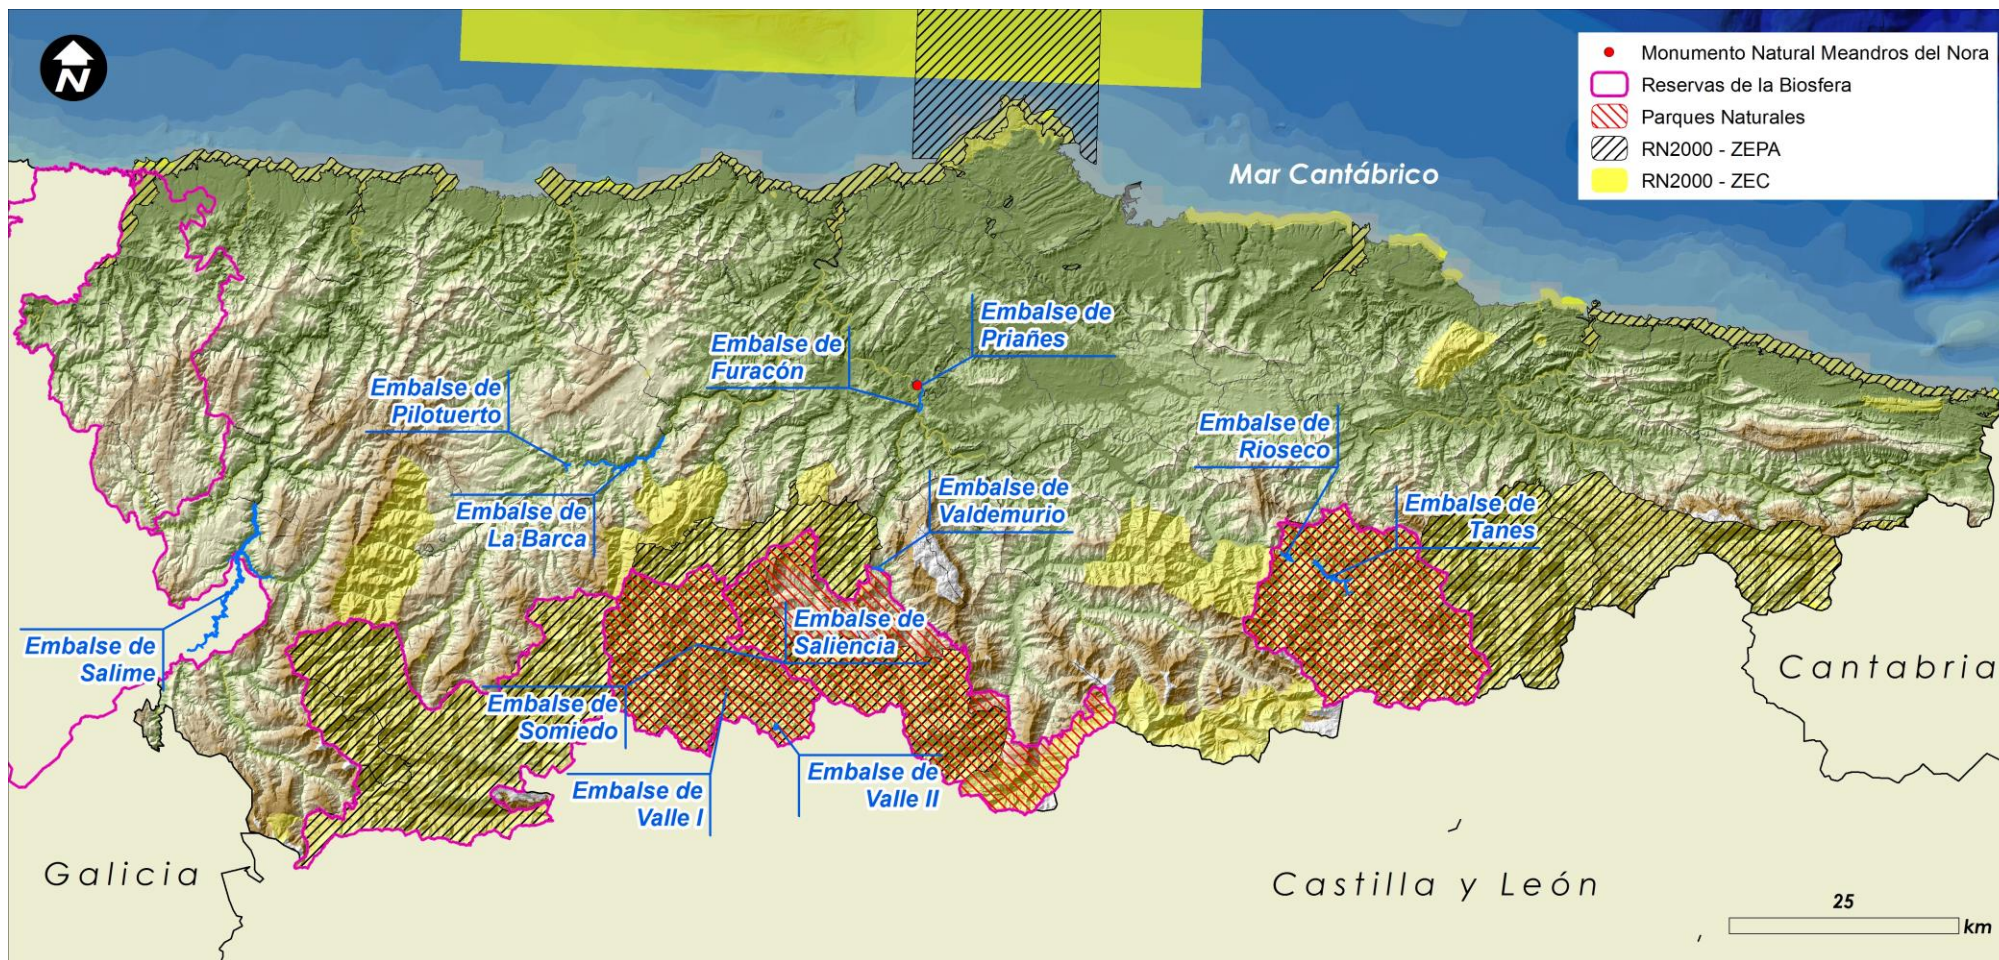 N
Monumento Natural Meandros del Nora
Reservas de la Biosfera
Parques Naturales
RN2000 - ZEPA
RN2000 - ZEC
Mar Cantábrico
Embalse de
Priañes
Embalse de
Furacón
Embalse de
Pilotuerto
Embalse de
Rioseco
Embalse de
La Barca
Embalse de
Valdemurio
Embalse de
Tanes
Embalse de
Salime
Embalse de
Saliencia
Embalse de
Somiedo
Embalse de
Valle I
Embalse de
Valle II
Cantabria
Galicia
Castilla y León
25
km